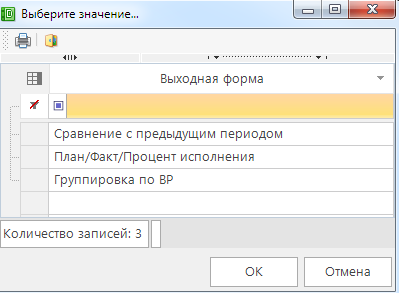 Выберите значение...
Выходная форма
Сравнение с предыдущим периодом
План/Факт/Процент исполнения
Группировка по ВР
Количество записей: 3
OK
Отмена